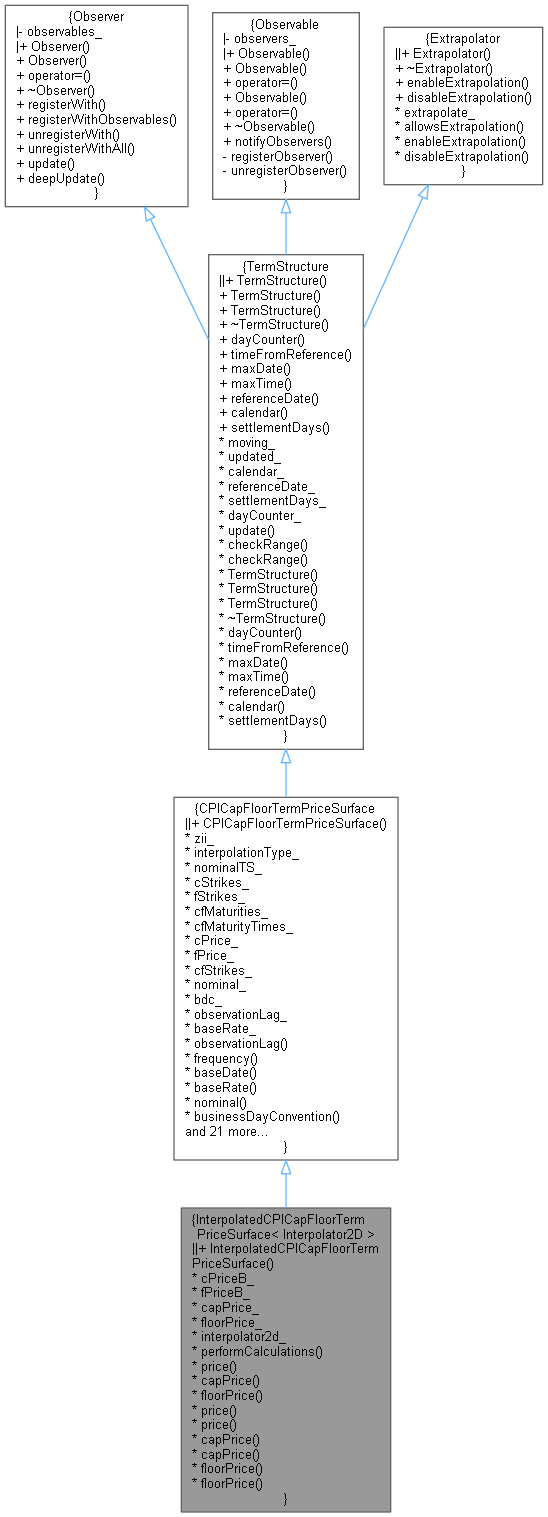 {Observer
|- observables_
|+ Observer()
+ Observer()
+ operator=()
+ ~Observer()
+ registerWith()
+ registerWithObservables()
+ unregisterWith()
+ unregisterWithAll()
+ update()
+ deepUpdate()
}
{Observable
|- observers_
|+ Observable()
+ Observable()
+ operator=()
+ Observable()
+ operator=()
+ ~Observable()
+ notifyObservers()
- registerObserver()
- unregisterObserver()
}
{Extrapolator
||+ Extrapolator()
+ ~Extrapolator()
+ enableExtrapolation()
+ disableExtrapolation()
* extrapolate_
* allowsExtrapolation()
* enableExtrapolation()
* disableExtrapolation()
}
{TermStructure
||+ TermStructure()
+ TermStructure()
+ TermStructure()
+ ~TermStructure()
+ dayCounter()
+ timeFromReference()
+ maxDate()
+ maxTime()
+ referenceDate()
+ calendar()
+ settlementDays()
* moving_
* updated_
* calendar_
* referenceDate_
* settlementDays_
* dayCounter_
* update()
* checkRange()
* checkRange()
* TermStructure()
* TermStructure()
* TermStructure()
* ~TermStructure()
* dayCounter()
* timeFromReference()
* maxDate()
* maxTime()
* referenceDate()
* calendar()
* settlementDays()
}
{CPICapFloorTermPriceSurface
||+ CPICapFloorTermPriceSurface()
* zii_
* interpolationType_
* nominalTS_
* cStrikes_
* fStrikes_
* cfMaturities_
* cfMaturityTimes_
* cPrice_
* fPrice_
* cfStrikes_
* nominal_
* bdc_
* observationLag_
* baseRate_
* observationLag()
* frequency()
* baseDate()
* baseRate()
* nominal()
* businessDayConvention()
and 21 more...
}
{InterpolatedCPICapFloorTerm
PriceSurface< Interpolator2D >
||+ InterpolatedCPICapFloorTerm
PriceSurface()
* cPriceB_
* fPriceB_
* capPrice_
* floorPrice_
* interpolator2d_
* performCalculations()
* price()
* capPrice()
* floorPrice()
* price()
* price()
* capPrice()
* capPrice()
* floorPrice()
* floorPrice()
}